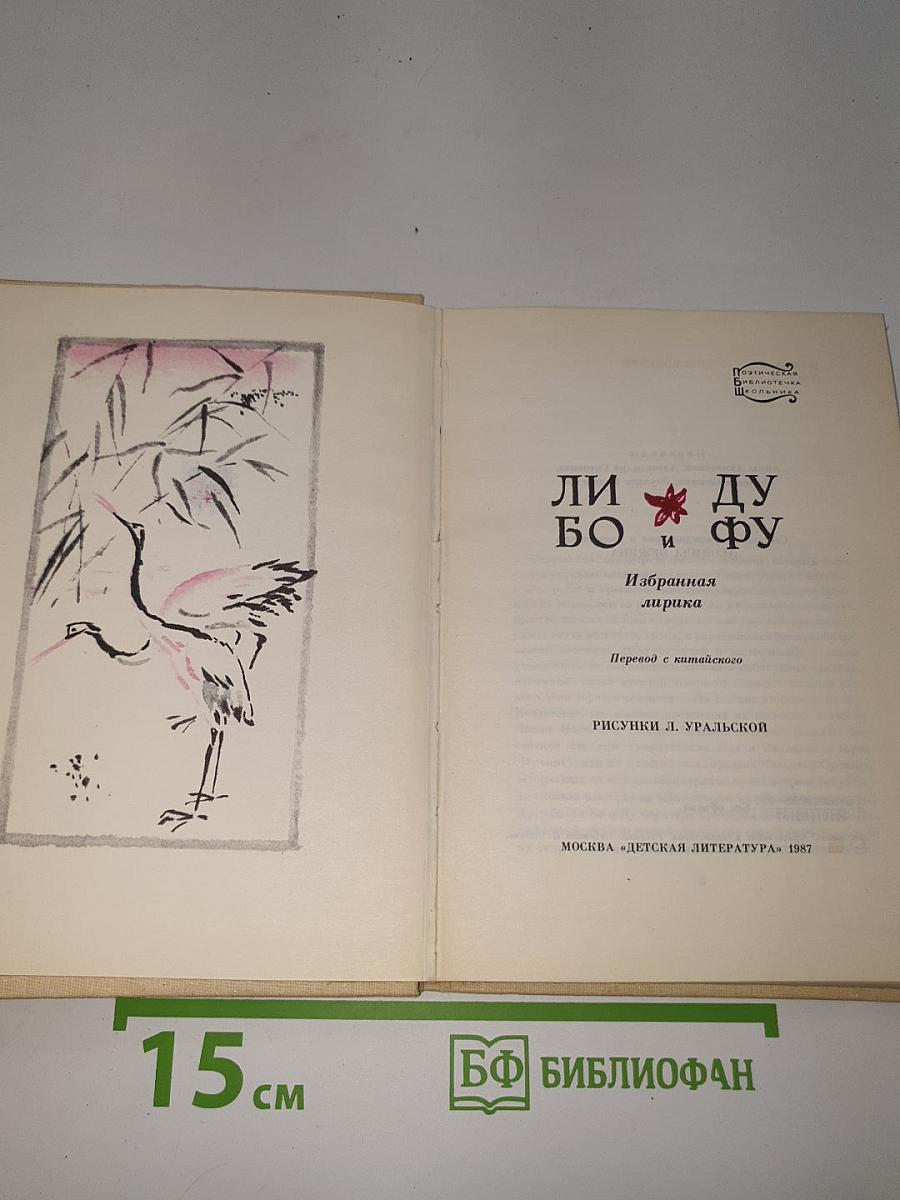 Поэтическая
Библиотечка
Школьника
ЛИ ДУ
БО и ФУ
Избранная
лирика
Перевод с китайского
РИСУНКИ Л. УРАЛЬСКОЙ
МОСКВА «ДЕТСКАЯ ЛИТЕРАТУРА» 1987
15 см
БФ БИБЛИОФАН